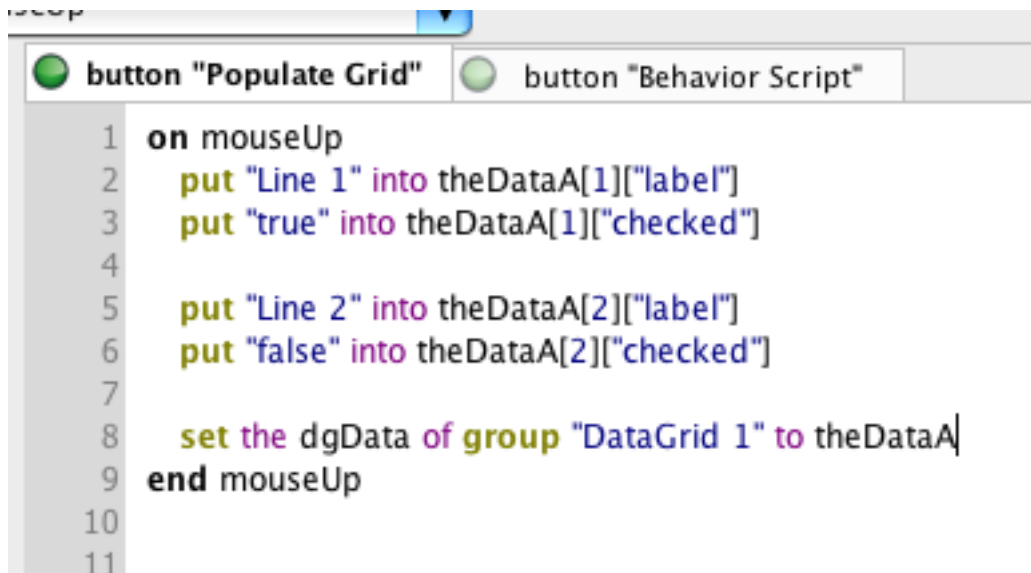 button "Populate Grid" button "Behavior Script"
1 on mouseUp
2 put "Line 1" into theDataA[1]["label"]
3 put "true" into theDataA[1]["checked"]
4
5 put "Line 2" into theDataA[2]["label"]
6 put "false" into theDataA[2]["checked"]
7
8 set the dgData of group "DataGrid 1" to theDataA
9 end mouseUp
10
11